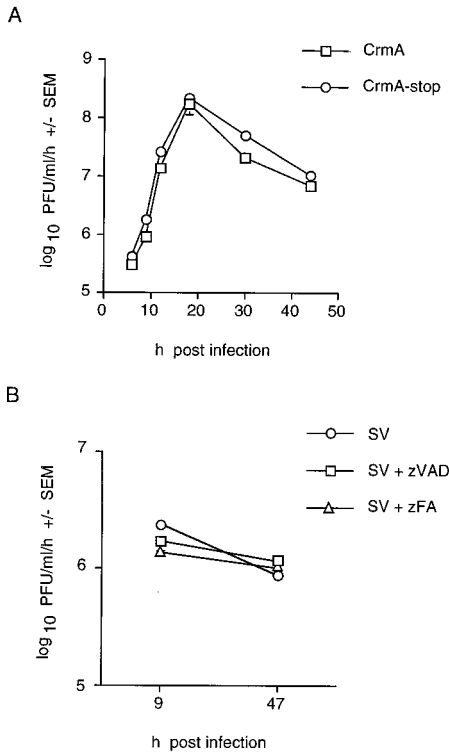 A
CrmA
CrmA-stop
log10 PFU/ml/h +/- SEM
9
8
7
6
5
0 10 20 30 40 50
h post infection
B
SV
SV + zVAD
SV + zFA
log10 PFU/ml/h +/- SEM
7
6
5
9 47
h post infection